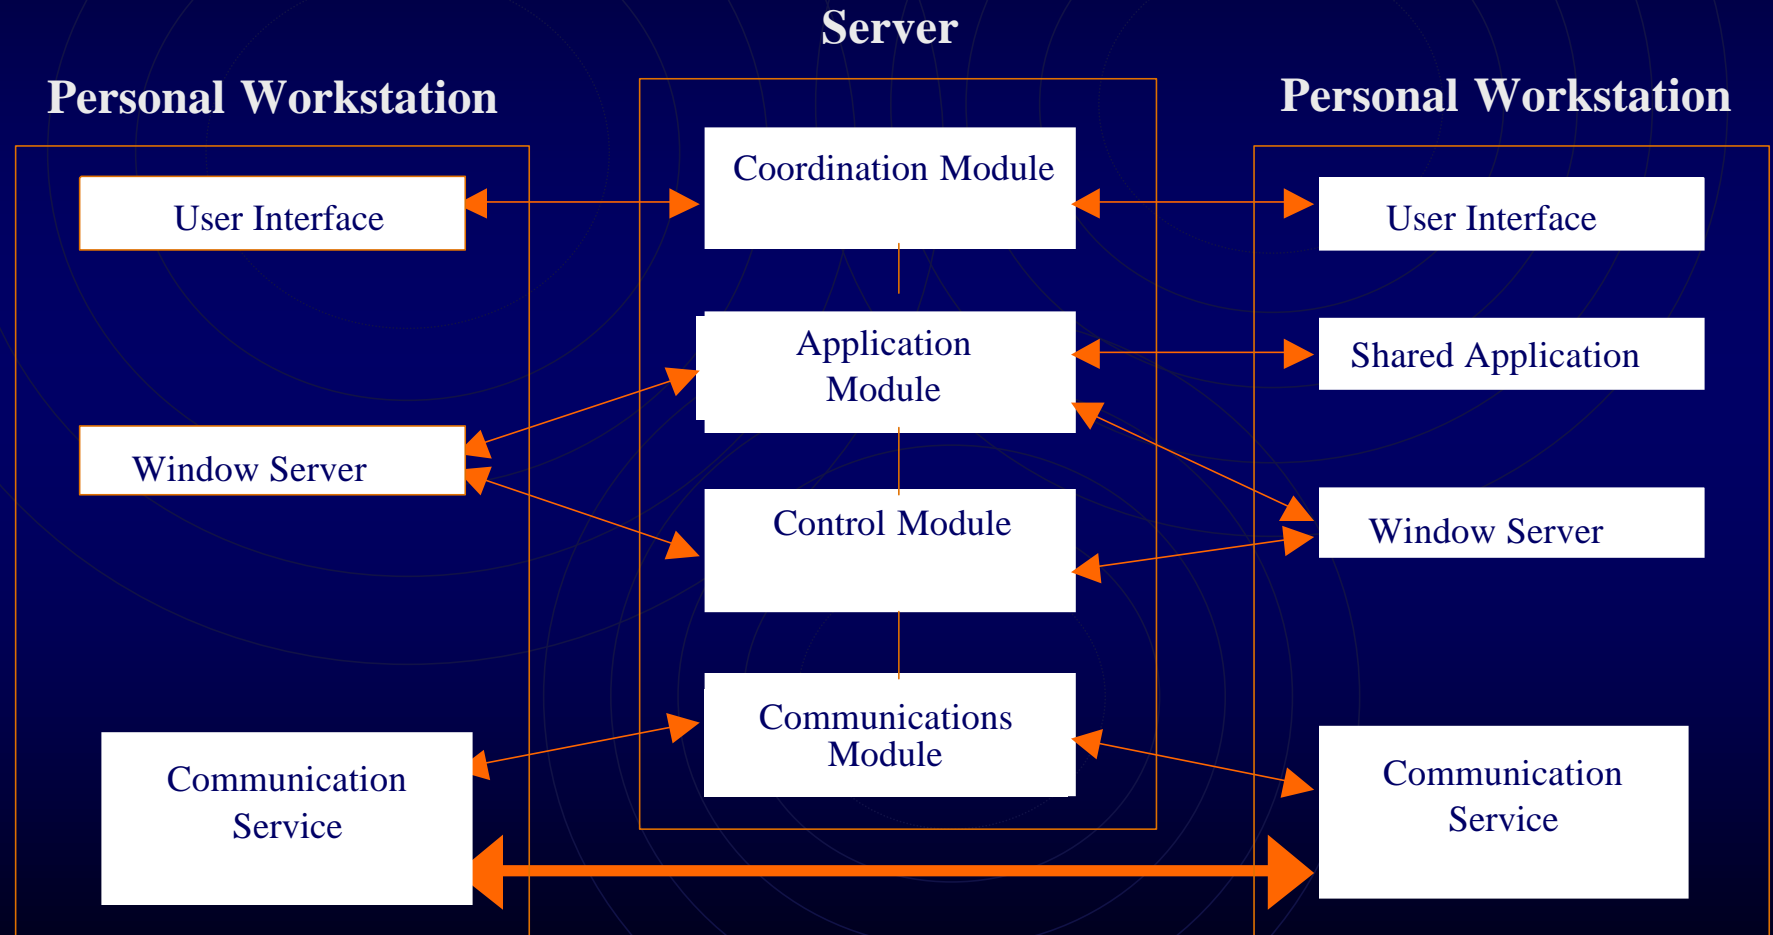 Server
Personal Workstation
Personal Workstation
Coordination Module
User Interface
User Interface
Application
Module
Shared Application
Window Server
Control Module
Window Server
Communications
Module
Communication
Service
Communication
Service